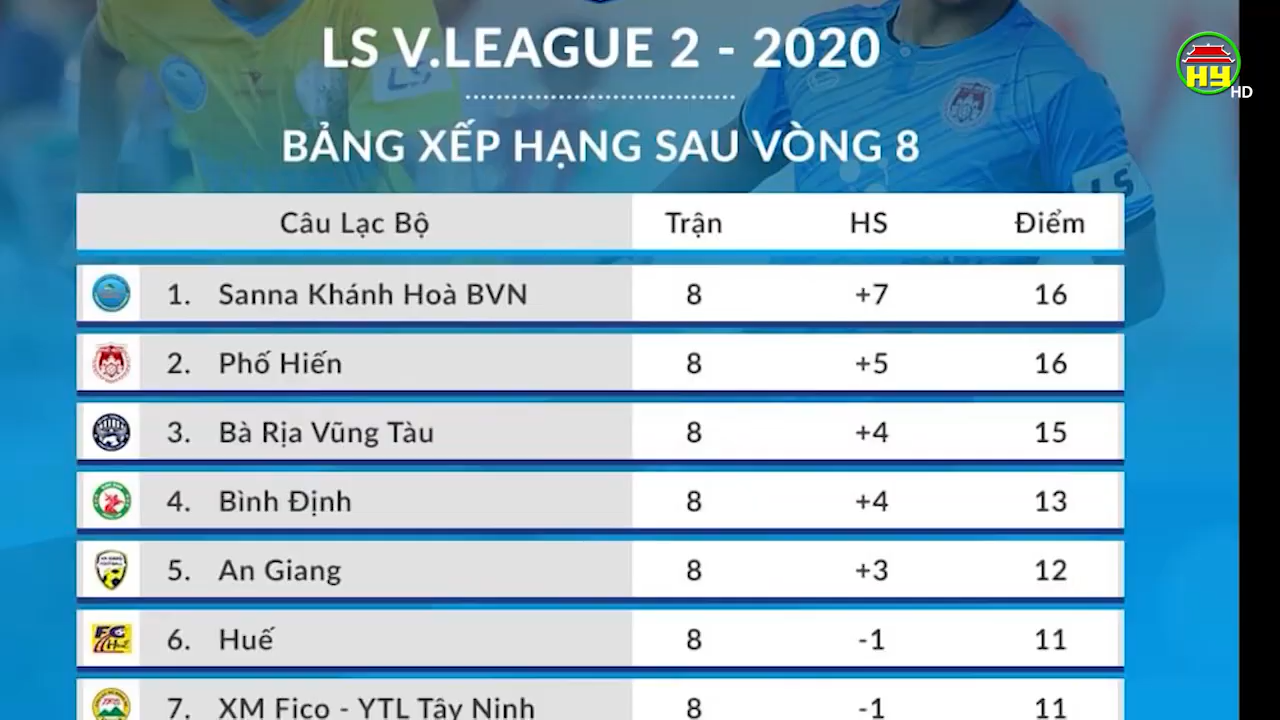 LS V.LEAGUE 2 - 2020
HY
HD
BẢNG XẾP HẠNG SAU VÒNG 8
LS
Câu Lạc Bộ Trận HS Điểm
1. Sanna Khánh Hoà BVN 8 +7 16
2. Phố Hiến 8 +5 16
3. Bà Rịa Vũng Tàu 8 +4 15
4. Bình Định 8 +4 13
5. An Giang 8 +3 12
FC Huế
6. Huế 8 -1 11
7. XM Fico - YTL Tây Ninh 8 -1 11